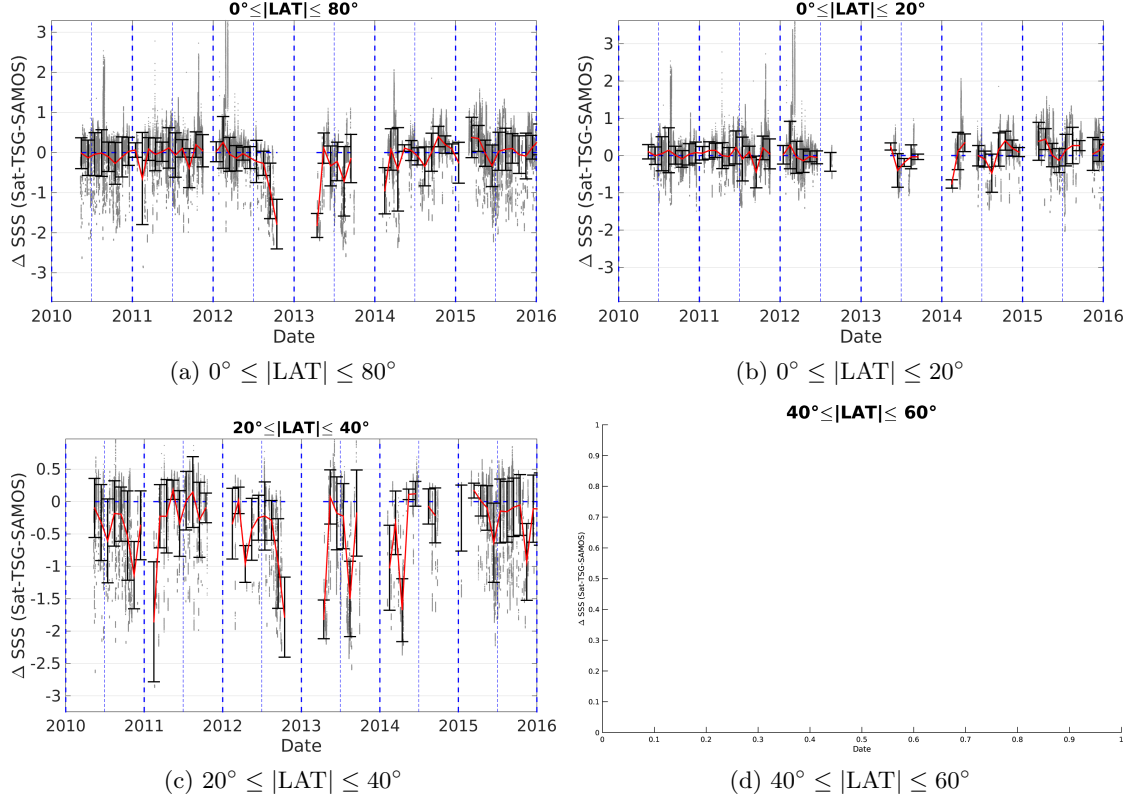 0°≤|LAT|≤ 80°
3
2
1
0
-1
-2
-3
Δ SSS (Sat-TSG-SAMOS)
2010 2011 2012 2013 2014 2015 2016
Date
(a) 0° ≤ |LAT| ≤ 80°
0°≤|LAT|≤ 20°
3
2
1
0
-1
-2
-3
Δ SSS (Sat-TSG-SAMOS)
2010 2011 2012 2013 2014 2015 2016
Date
(b) 0° ≤ |LAT| ≤ 20°
20°≤|LAT|≤ 40°
0.5
0
-0.5
-1
-1.5
-2
-2.5
-3
Δ SSS (Sat-TSG-SAMOS)
2010 2011 2012 2013 2014 2015 2016
Date
(c) 20° ≤ |LAT| ≤ 40°
40°≤|LAT|≤ 60°
1
0.9
0.8
0.7
0.6
0.5
0.4
0.3
0.2
0.1
0
Δ SSS (Sat-TSG-SAMOS)
0 0.1 0.2 0.3 0.4 0.5 0.6 0.7 0.8 0.9 1
Date
(d) 40° ≤ |LAT| ≤ 60°